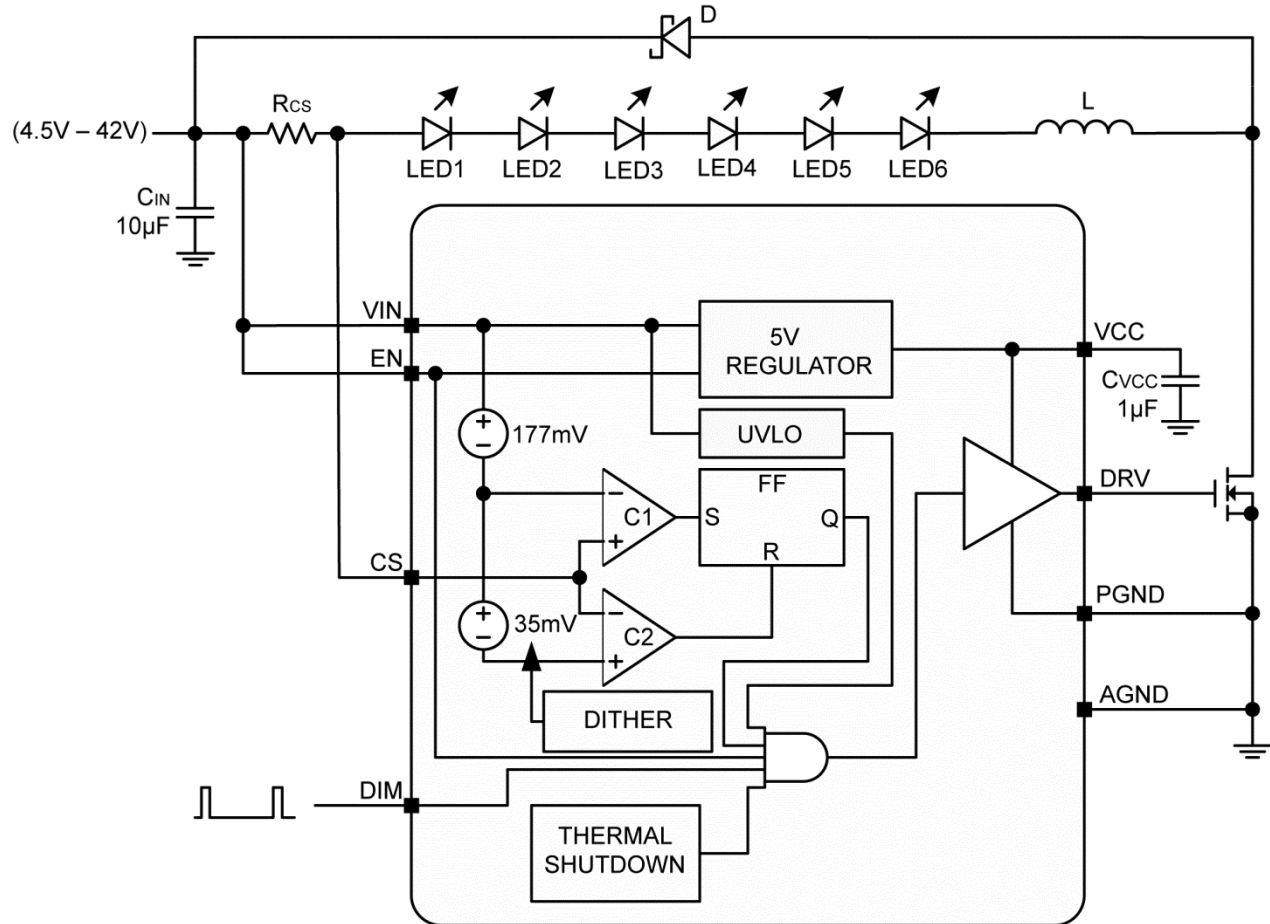 D
(4.5V – 42V)
RCS
L
LED1
LED2
LED3
LED4
LED5
LED6
CIN
10µF
VIN
5V
REGULATOR
VCC
EN
CVCC
1µF
+
−
177mV
UVLO
DRV
−
C1
+
S
FF
Q
R
CS
PGND
+
−
35mV
−
C2
+
AGND
DITHER
DIM
THERMAL
SHUTDOWN